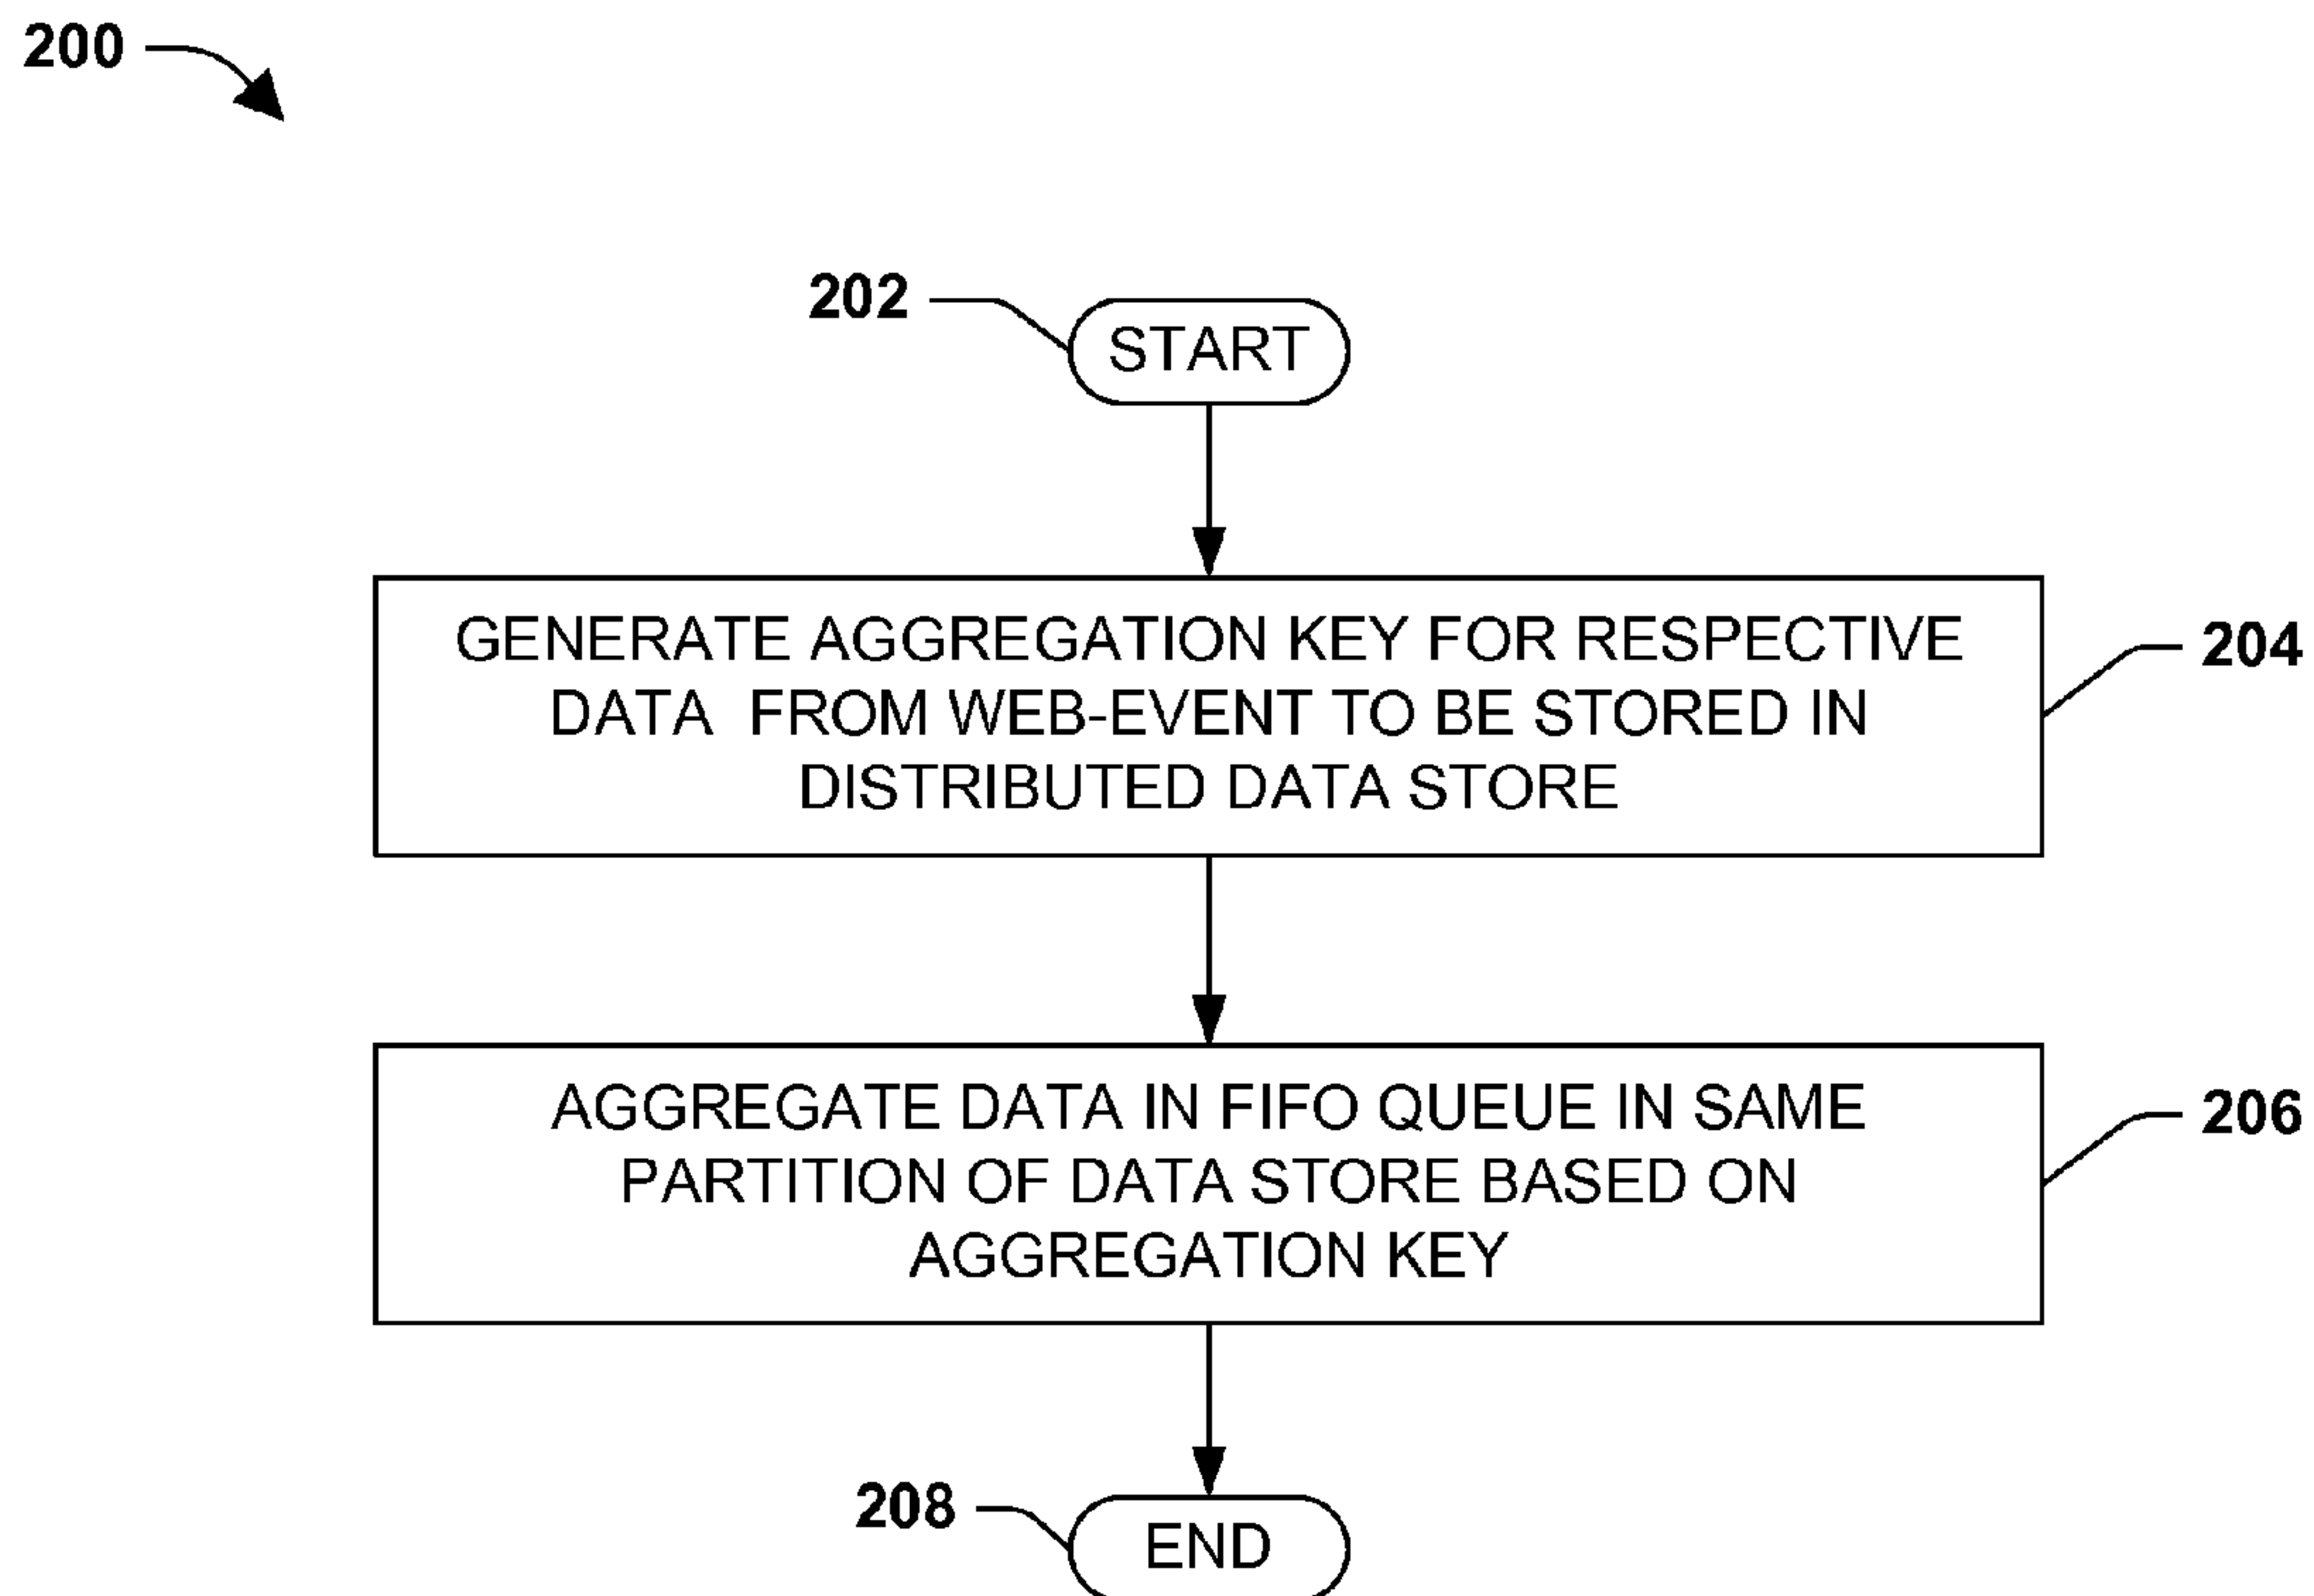 200
202
START
GENERATE AGGREGATION KEY FOR RESPECTIVE
DATA FROM WEB-EVENT TO BE STORED IN
DISTRIBUTED DATA STORE
204
AGGREGATE DATA IN FIFO QUEUE IN SAME
PARTITION OF DATA STORE BASED ON
AGGREGATION KEY
206
208
END